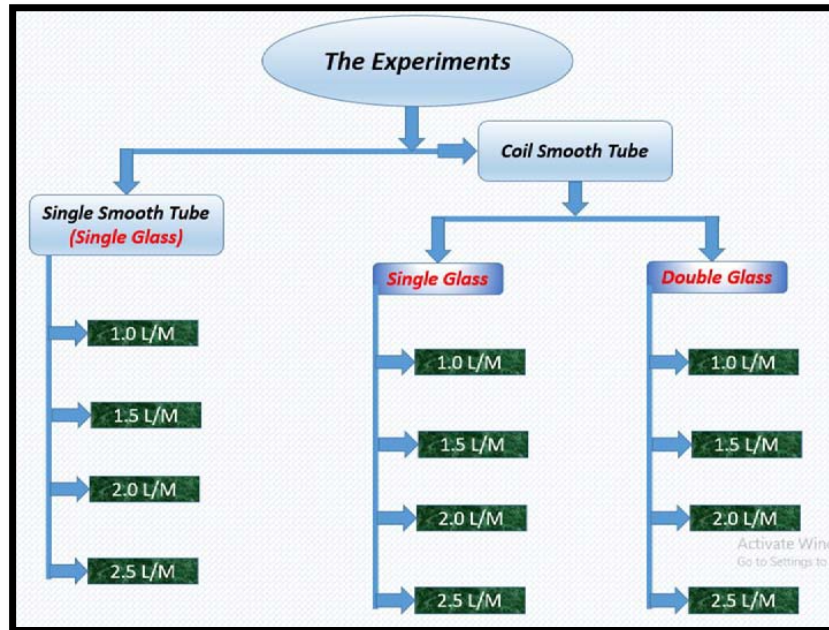 The Experiments
Coil Smooth Tube
Single Smooth Tube
(Single Glass)
Single Glass
Double Glass
1.0 L/M
1.5 L/M
2.0 L/M
2.5 L/M
1.0 L/M
1.5 L/M
2.0 L/M
2.5 L/M
1.0 L/M
1.5 L/M
2.0 L/M
2.5 L/M
Activate Wind
Go to Settings to